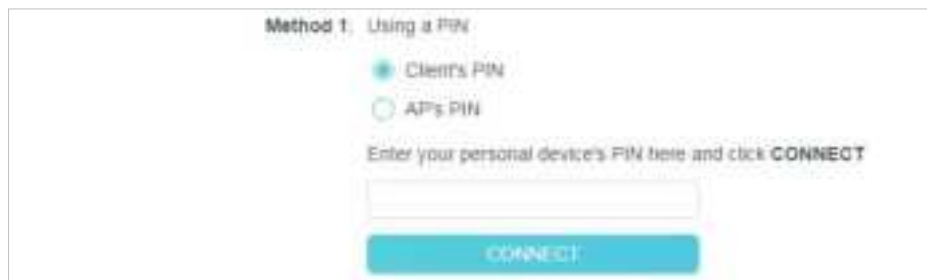 Method 1: Using a PIN
Client's PIN
AP's PIN
Enter your personal device's PIN here and click CONNECT
CONNECT